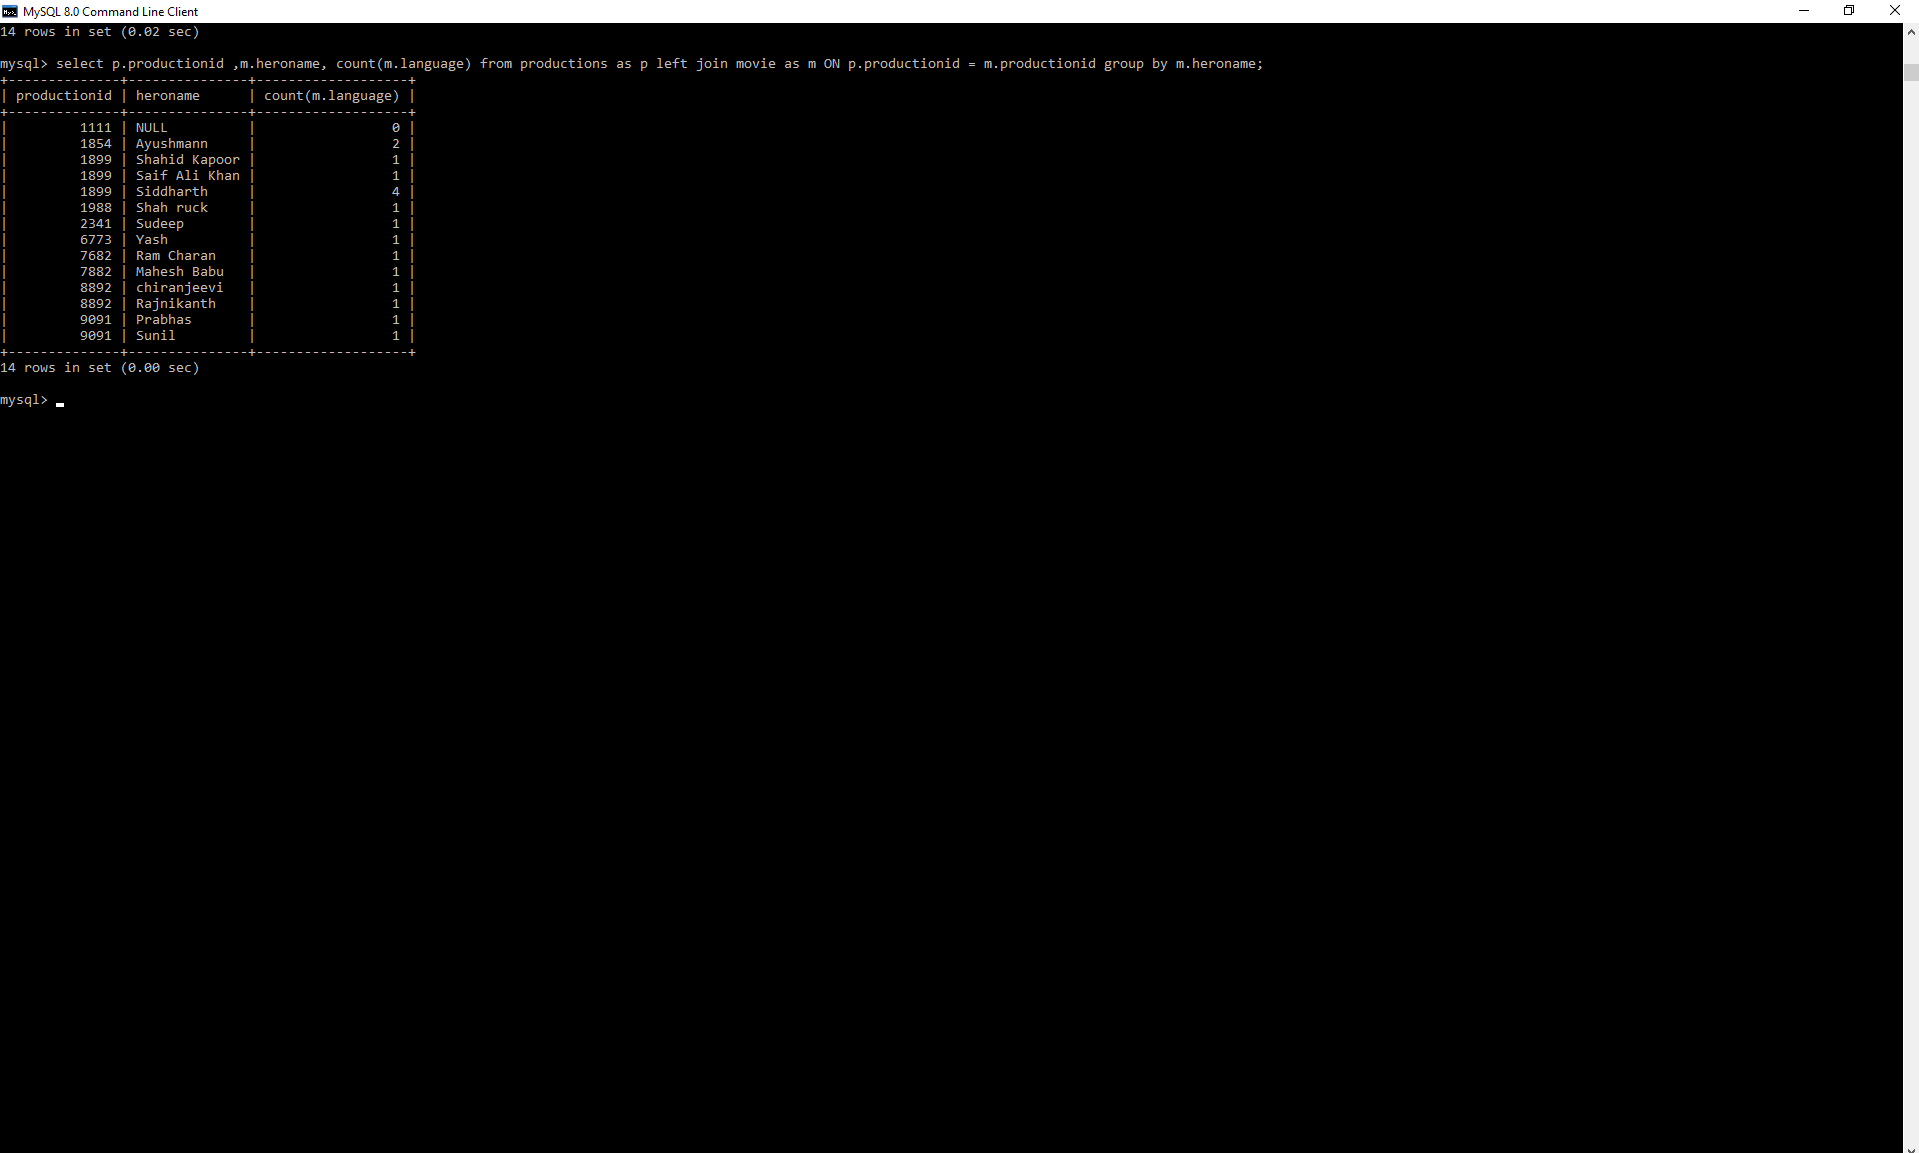 MySQL 8.0 Command Line Client
14 rows in set (0.02 sec)
mysql> select p.productionid ,m.heroname, count(m.language) from productions as p left join movie as m ON p.productionid = m.productionid group by m.heroname;
+--------------+---------------+-------------------+
| productionid | heroname      | count(m.language) |
+--------------+---------------+-------------------+
|         1111 | NULL          |                 0 |
|         1854 | Ayushmann     |                 2 |
|         1899 | Shahid Kapoor |                 1 |
|         1899 | Saif Ali Khan |                 1 |
|         1899 | Siddharth     |                 4 |
|         1988 | Shah ruck     |                 1 |
|         2341 | Sudeep        |                 1 |
|         6773 | Yash          |                 1 |
|         7682 | Ram Charan    |                 1 |
|         7882 | Mahesh Babu   |                 1 |
|         8892 | chiranjeevi   |                 1 |
|         8892 | Rajnikanth    |                 1 |
|         9091 | Prabhas       |                 1 |
|         9091 | Sunil         |                 1 |
+--------------+---------------+-------------------+
14 rows in set (0.00 sec)
mysql> _